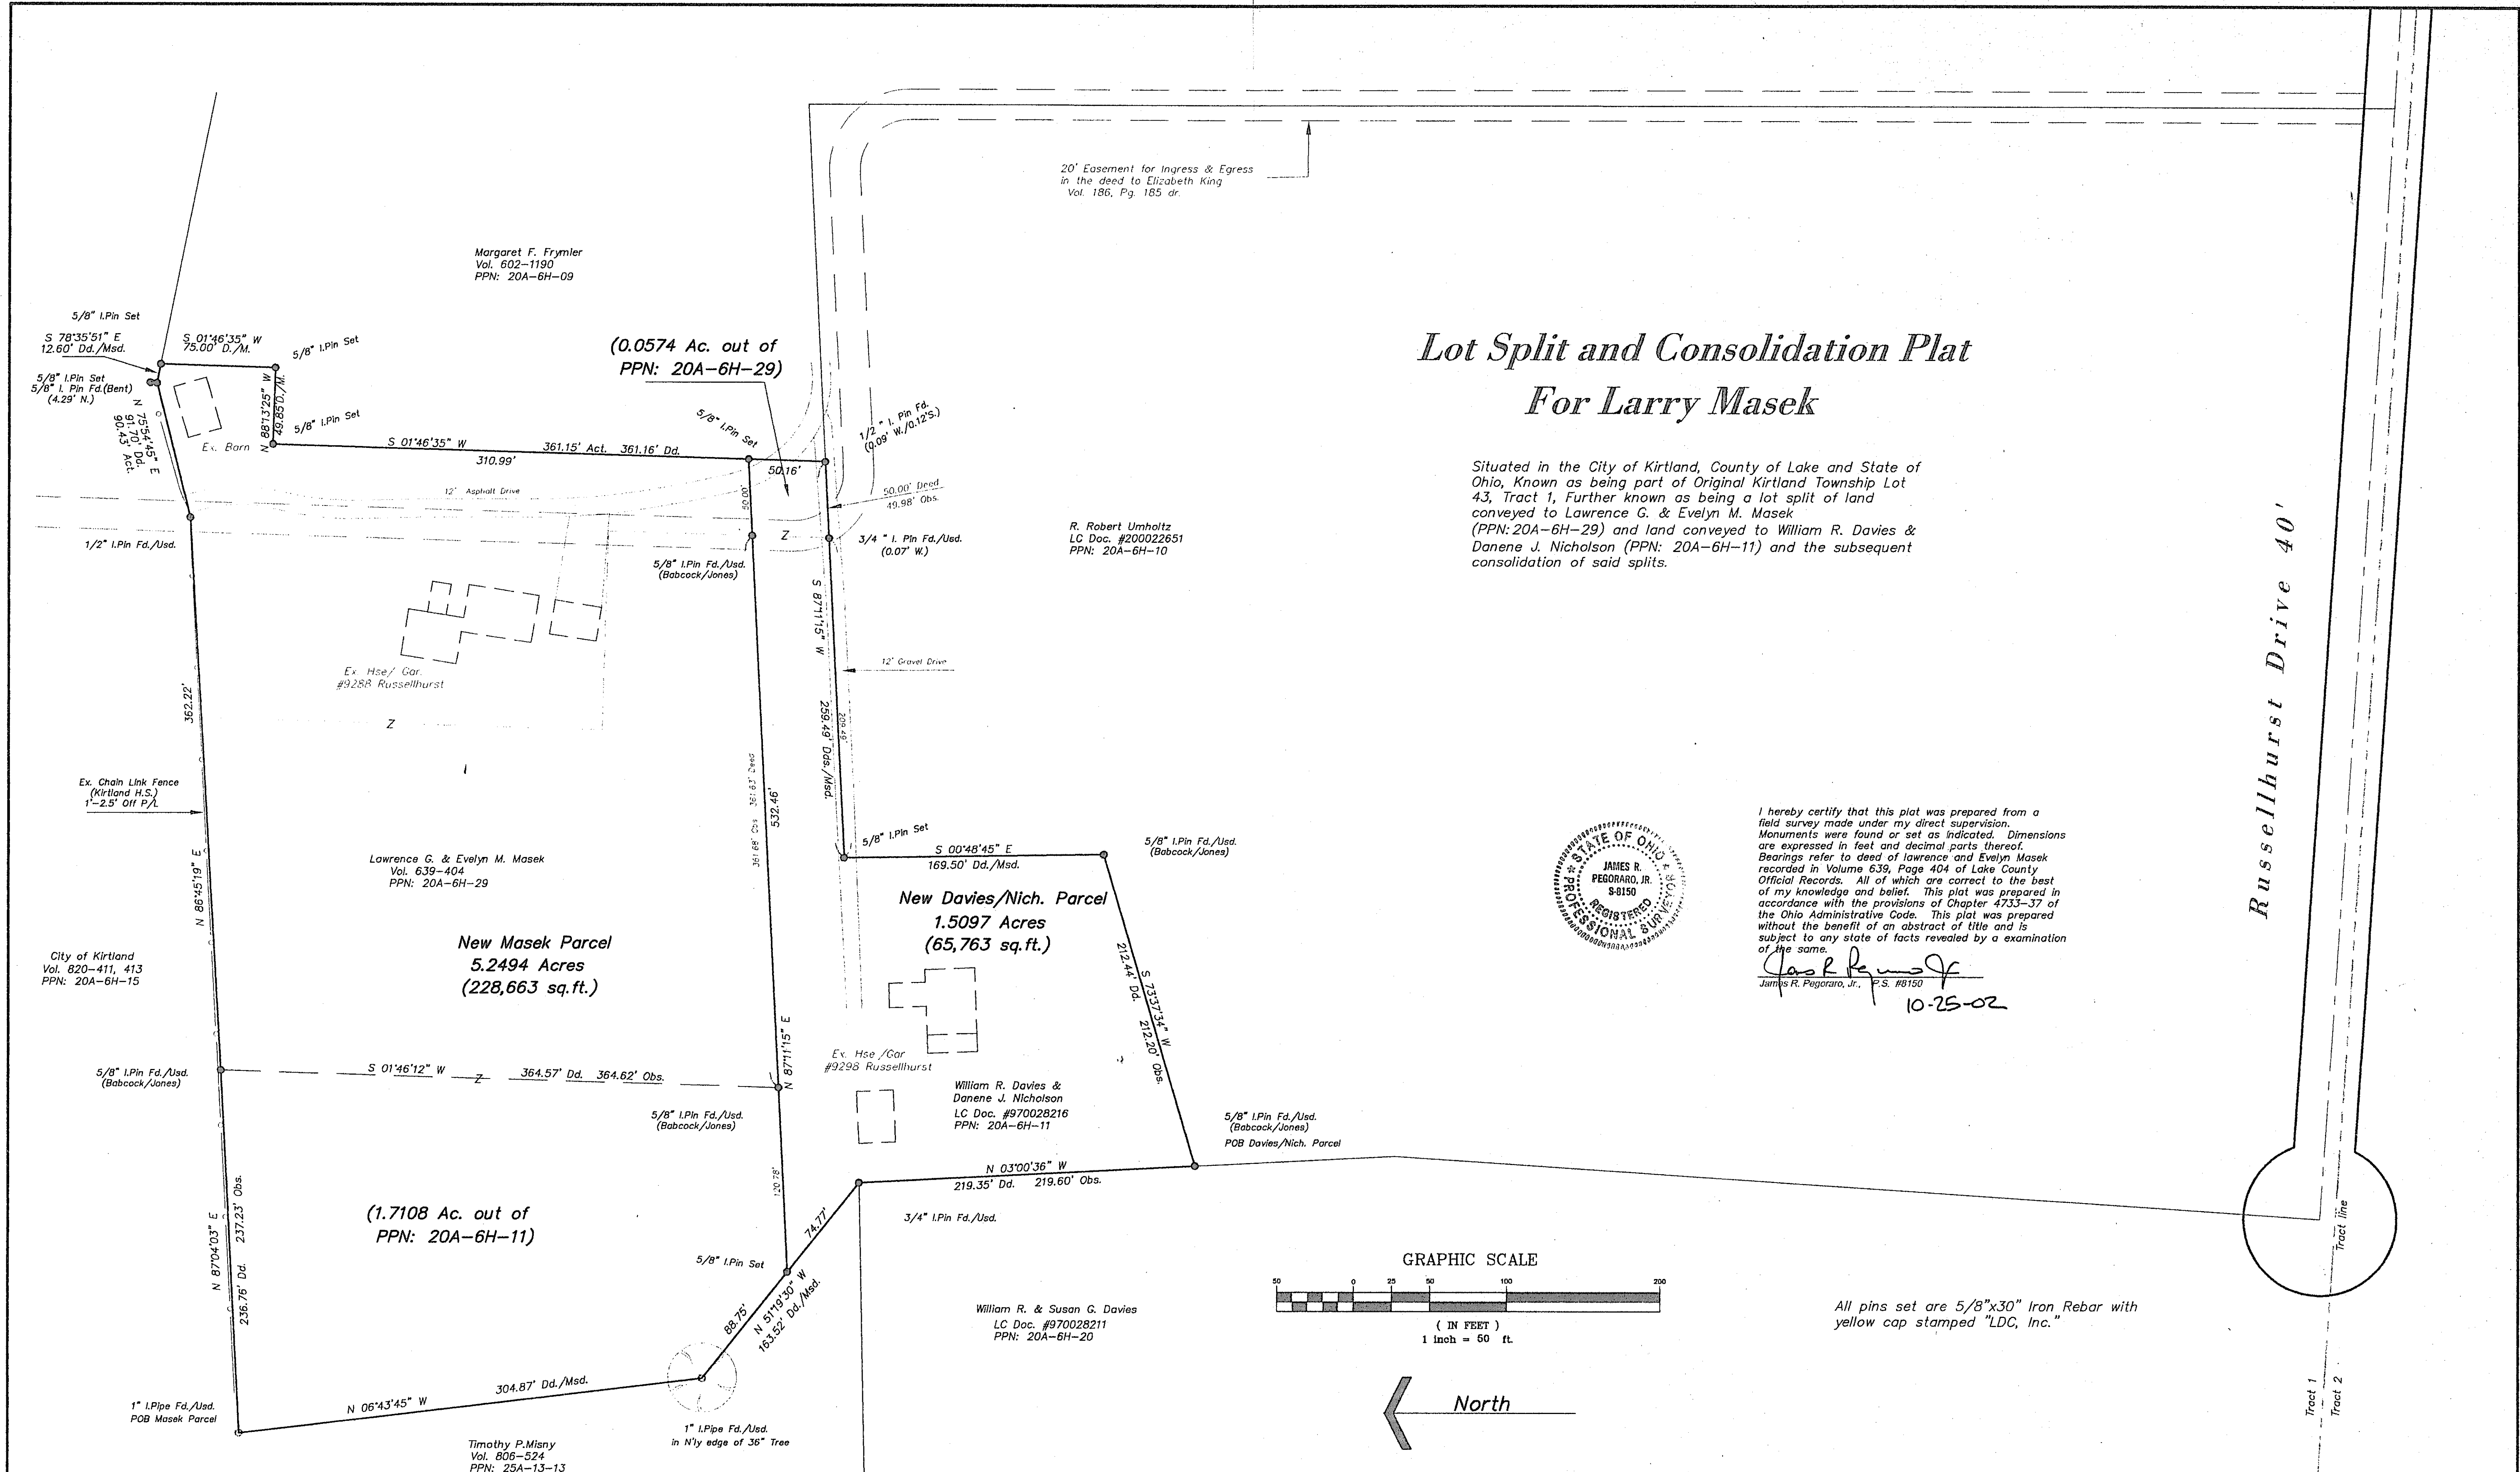 20' Easement for Ingress & Egress
in the deed to Elizabeth King
Vol. 186, Pg. 185 dr.
Margaret F. Frymier
Vol. 602-1190
PPN: 20A-6H-09
5/8" I.Pin Set
S 78°35'51" E
12.60' Dd./Msd.
S 01°46'35" W
75.00' D./M.
5/8" I.Pin Set
5/8" I.Pin Set
5/8" I. Pin Fd.(Bent)
(4.29' N.)
N 75°54'45" E
91.70' Dd.
90.43' Act.
Ex. Barn
N 88°13'25" W
49.85'D./M.
5/8" I.Pin Set
(0.0574 Ac. out of
PPN: 20A-6H-29)
5/8" I.Pin Set
1/2 " I. Pin Fd.
(0.09' W./0.12'S.)
S 01°46'35" W
361.15' Act. 361.16' Dd.
310.99'
50.16'
12' Asphalt Drive
50.00'
50.00' Deed
49.98' Obs.
Z
1/2" I.Pin Fd./Usd.
5/8" I.Pin Fd./Usd.
(Babcock/Jones)
3/4 " I. Pin Fd./Usd.
(0.07' W.)
R. Robert Umholtz
LC Doc. #200022651
PPN: 20A-6H-10
Lot Split and Consolidation Plat
For Larry Masek
Situated in the City of Kirtland, County of Lake and State of
Ohio, Known as being part of Original Kirtland Township Lot
43, Tract 1, Further known as being a lot split of land
conveyed to Lawrence G. & Evelyn M. Masek
(PPN: 20A-6H-29) and land conveyed to William R. Davies &
Danene J. Nicholson (PPN: 20A-6H-11) and the subsequent
consolidation of said splits.
Russellhurst Drive 40'
S 87°11'15" W
259.49' Dds./Msd.
209.49'
12' Gravel Drive
Ex. Hse/ Gar.
#9288 Russellhurst
Z
362.22'
Ex. Chain Link Fence
(Kirtland H.S.)
1'-2.5' Off P/L
N 86°45'19" E
361.68' Obs 361.63' Deed
532.46'
Lawrence G. & Evelyn M. Masek
Vol. 639-404
PPN: 20A-6H-29
5/8" I.Pin Set
S 00°48'45" E
169.50' Dd./Msd.
5/8" I.Pin Fd./Usd.
(Babcock/Jones)
New Davies/Nich. Parcel
1.5097 Acres
(65,763 sq.ft.)
New Masek Parcel
5.2494 Acres
(228,663 sq.ft.)
City of Kirtland
Vol. 820-411, 413
PPN: 20A-6H-15
S 73°37'34" W
212.44' Dd. 212.20' Obs.
STATE OF OHIO
JAMES R.
PEGORARO, JR.
S-8150
REGISTERED
PROFESSIONAL SURVEYOR
I hereby certify that this plat was prepared from a
field survey made under my direct supervision.
Monuments were found or set as indicated. Dimensions
are expressed in feet and decimal parts thereof.
Bearings refer to deed of lawrence and Evelyn Masek
recorded in Volume 639, Page 404 of Lake County
Official Records. All of which are correct to the best
of my knowledge and belief. This plat was prepared in
accordance with the provisions of Chapter 4733-37 of
the Ohio Administrative Code. This plat was prepared
without the benefit of an abstract of title and is
subject to any state of facts revealed by a examination
of the same.
James R. Pegoraro, Jr., P.S. #8150
10-25-02
5/8" I.Pin Fd./Usd.
(Babcock/Jones)
S 01°46'12" W
Z
364.57' Dd. 364.62' Obs.
N 87°11'15" E
5/8" I.Pin Fd./Usd.
(Babcock/Jones)
Ex. Hse /Gar
#9298 Russellhurst
William R. Davies &
Danene J. Nicholson
LC Doc. #970028216
PPN: 20A-6H-11
5/8" I.Pin Fd./Usd.
(Babcock/Jones)
POB Davies/Nich. Parcel
N 03°00'36" W
219.35' Dd. 219.60' Obs.
120.78'
3/4" I.Pin Fd./Usd.
(1.7108 Ac. out of
PPN: 20A-6H-11)
N 87°04'03" E
236.76' Dd. 237.23' Obs.
5/8" I.Pin Set
74.77'
88.75'
N 51°19'30" W
163.52' Dd./Msd.
GRAPHIC SCALE
50 0 25 50 100 200
( IN FEET )
1 inch = 50 ft.
William R. & Susan G. Davies
LC Doc. #970028211
PPN: 20A-6H-20
All pins set are 5/8"x30" Iron Rebar with
yellow cap stamped "LDC, Inc."
Tract line
Tract 1
Tract 2
North
N 06°43'45" W
304.87' Dd./Msd.
1" I.Pipe Fd./Usd.
POB Masek Parcel
1" I.Pipe Fd./Usd.
in N'ly edge of 36" Tree
Timothy P.Misny
Vol. 806-524
PPN: 25A-13-13